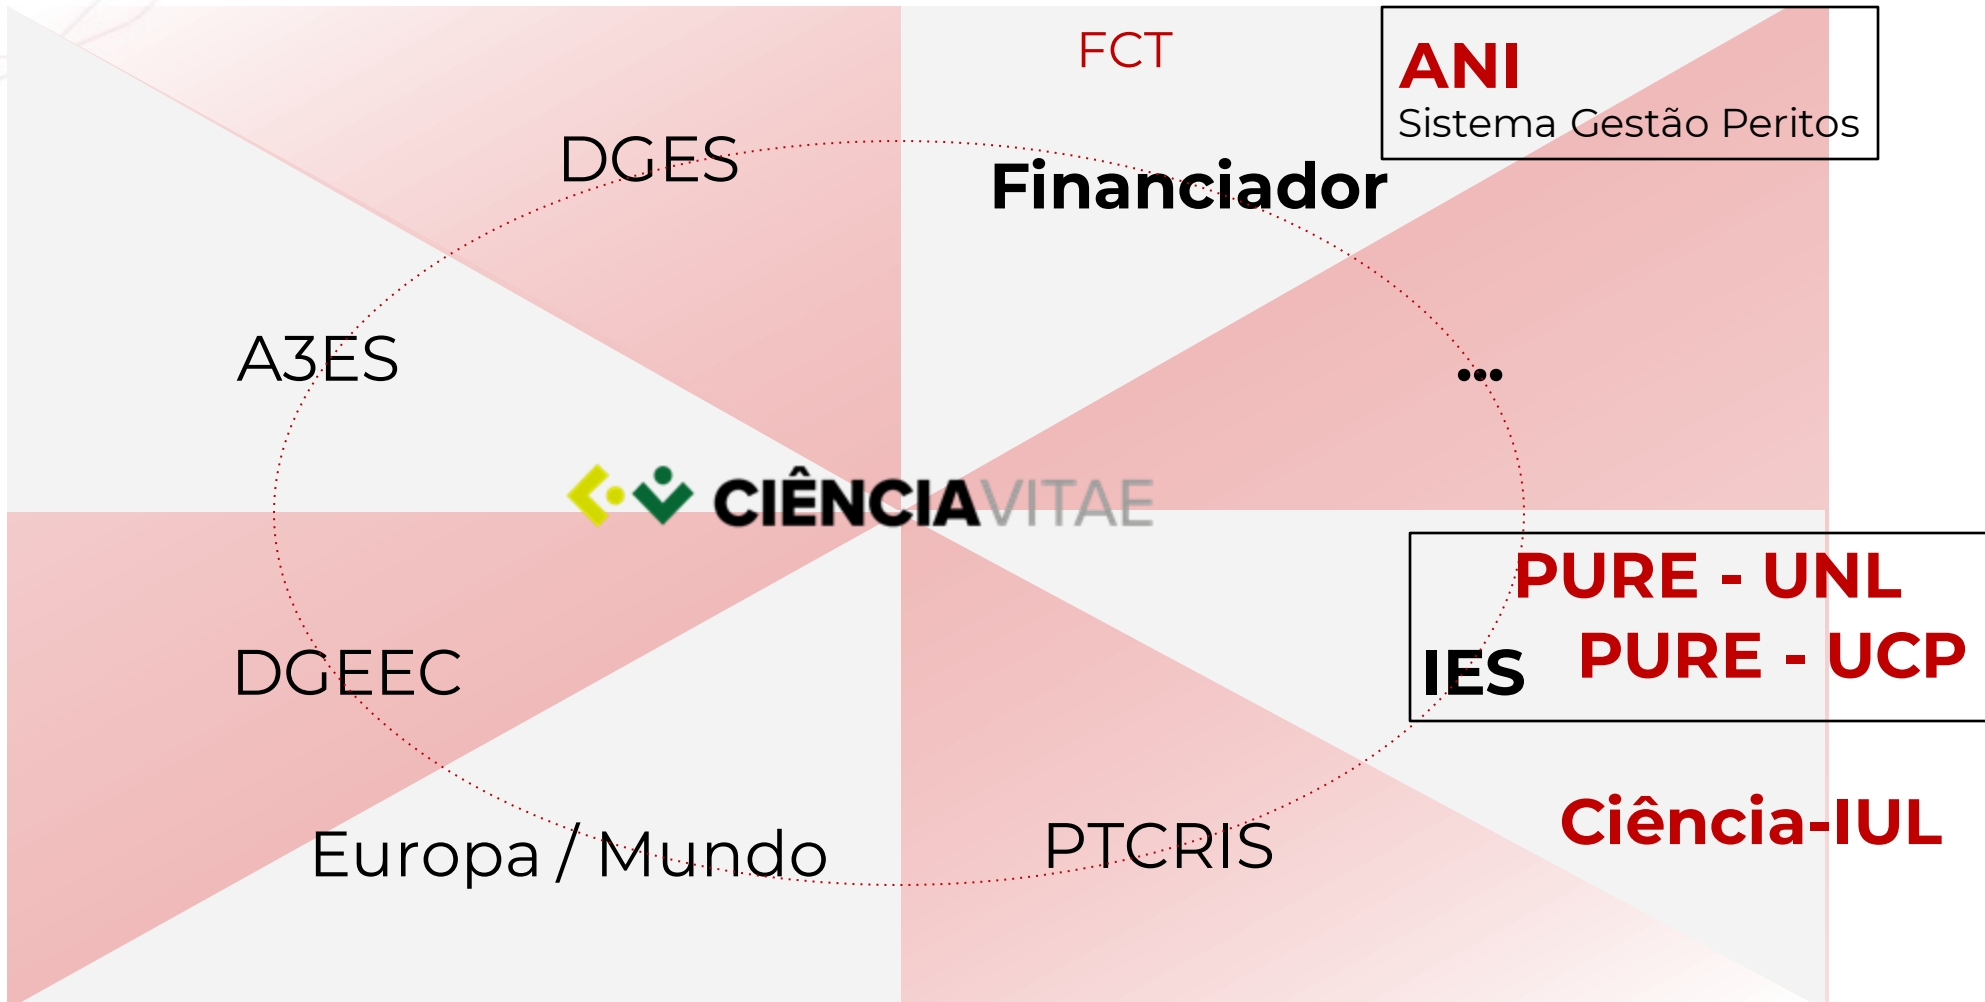 FCT
ANI
Sistema Gestão Peritos
DGES
Financiador
A3ES
...
CIÊNCIAVITAE
PURE - UNL
PURE - UCP
IES
DGEEC
Ciência-IUL
Europa / Mundo
PTCRIS